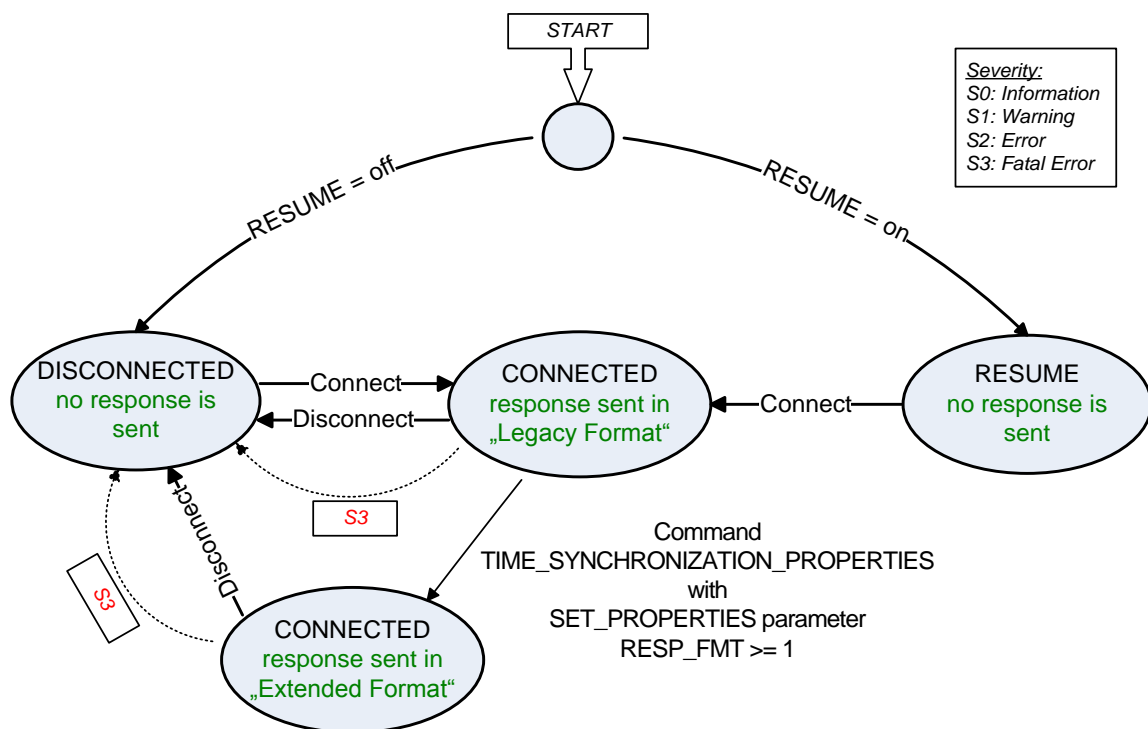 START
Severity:
S0: Information
S1: Warning
S2: Error
S3: Fatal Error
RESUME = off
RESUME = on
DISCONNECTED
no response is
sent
Connect
Disconnect
CONNECTED
response sent in
„Legacy Format“
Connect
RESUME
no response is
sent
S3
Disconnect
S3
Command
TIME_SYNCHRONIZATION_PROPERTIES
with
SET_PROPERTIES parameter
RESP_FMT >= 1
CONNECTED
response sent in
„Extended Format“